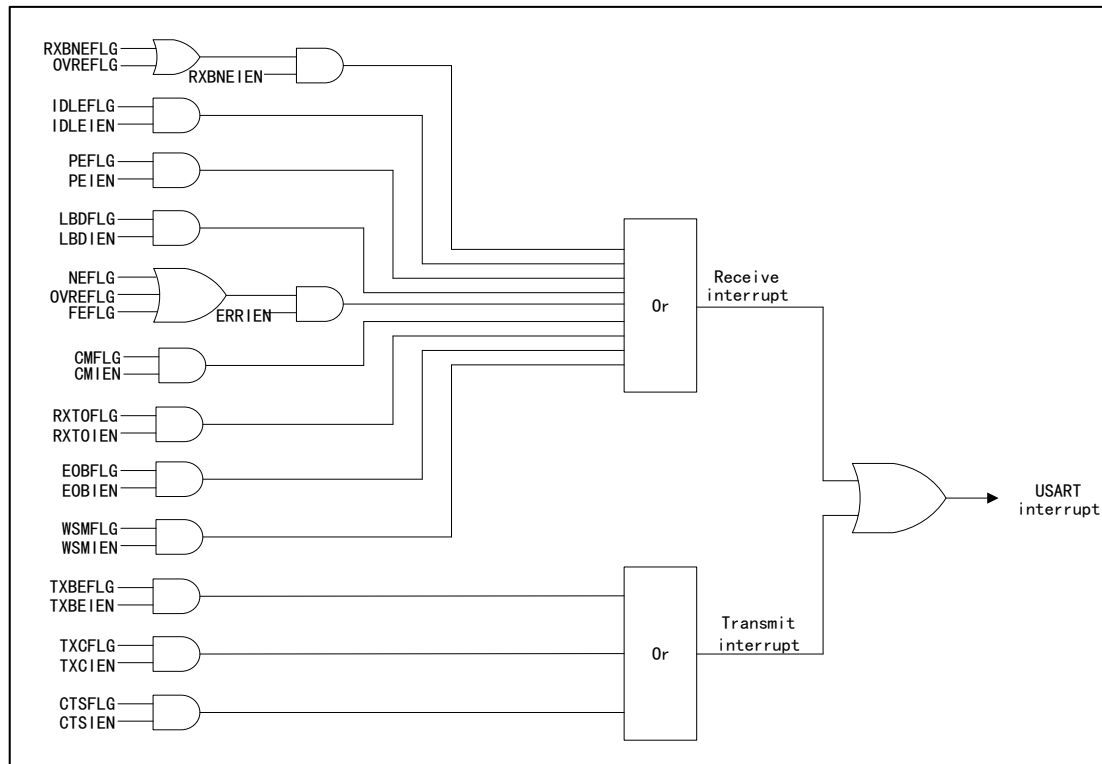 RXBNEFLG
OVREFLG
RXBNEIEN
IDLEFLG
IDLEIEN
PEFLG
PEIEN
LBDFLG
LBDIEN
NEFLG
OVREFLG
FEFLG
ERRIEN
CMFLG
CMIEN
RXTOFLG
RXTOIEN
EOBFLG
EOBIEN
WSMFLG
WSMIEN
Or
Receive
interrupt
TXBEFLG
TXBEIEN
TXCFLG
TXCIEN
CTSFLG
CTSIEN
Or
Transmit
interrupt
USART
interrupt